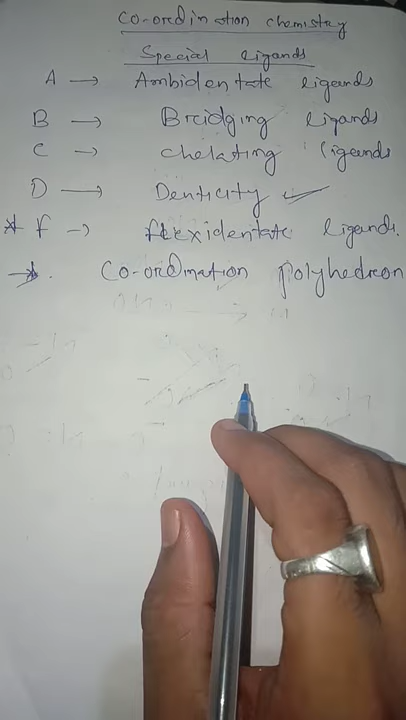 Co-ordination chemistry
Special ligands
A → Ambidentate ligands
B → Bridging ligands
C → chelating ligands
D → Denticity ✓
* F → flexidentate ligands.
→ . Co-ordination polyhedron